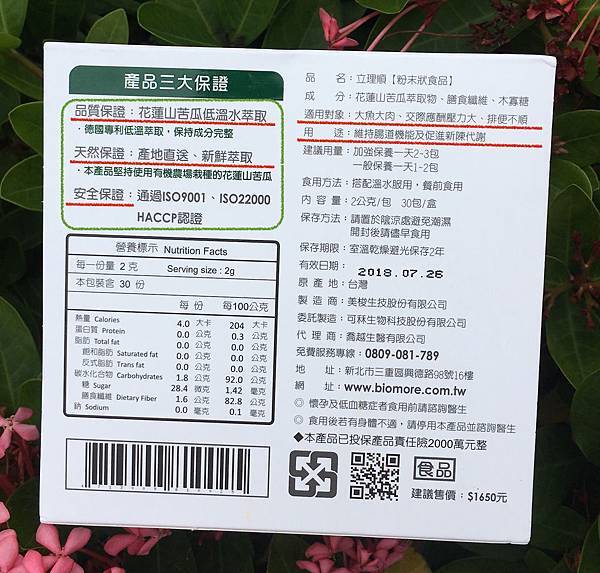 產品三大保證
品質保證：花蓮山苦瓜低溫水萃取
・德國專利低溫萃取，保持成分完整
天然保證：產地直送、新鮮萃取
・本產品堅持使用有機農場栽種的花蓮山苦瓜
安全保證：通過ISO9001、ISO22000
HACCP認證
營養標示 Nutrition Facts
每一份量 2 克 Serving size : 2g
本包裝含 30 份
每 份 每100公克
熱量 Calories 4.0 大卡 204 大卡
蛋白質 Protein 0.0 公克 0.3 公克
脂肪 Total fat 0.0 公克 0.0 公克
飽和脂肪 Saturated fat 0.0 公克 0.0 公克
反式脂肪 Trans fat 0.0 公克 0.0 公克
碳水化合物 Carbohydrates 1.8 公克 92.0 公克
糖 Sugar 28.4 微克 1.42 毫克
膳食纖維 Dietary Fiber 1.6 公克 82.8 公克
鈉 Sodium 0.0 毫克 0.1 毫克
品 名：立理順【粉末狀食品】
成 分：花蓮山苦瓜萃取物、膳食纖維、木寡糖
適用對象：大魚大肉、交際應酬壓力大、排便不順
用 途：維持腸道機能及促進新陳代謝
建議用量：加強保養一天2-3包
一般保養一天1-2包
食用方法：搭配溫水服用，餐前食用
內 容 量：2公克/包 30包/盒
保存方法：請置於陰涼處避免潮濕
開封後請儘早食用
保存期限：室溫乾燥避光保存2年
有效日期：2018.07.26
原 產 地：台灣
製 造 商：美梭生技股份有限公司
委託製造：可秝生物科技股份有限公司
代 理 商：喬越生醫有限公司
免費服務專線：0809-081-789
地 址：新北市三重區興德路98號16樓
網 址：www.biomore.com.tw
◎ 懷孕及低血糖症者食用前請諮詢醫生
◎ 食用後若有身體不適，請停用本產品並諮詢醫生
◆本產品已投保產品責任險2000萬元整
食品
建議售價：$1650元